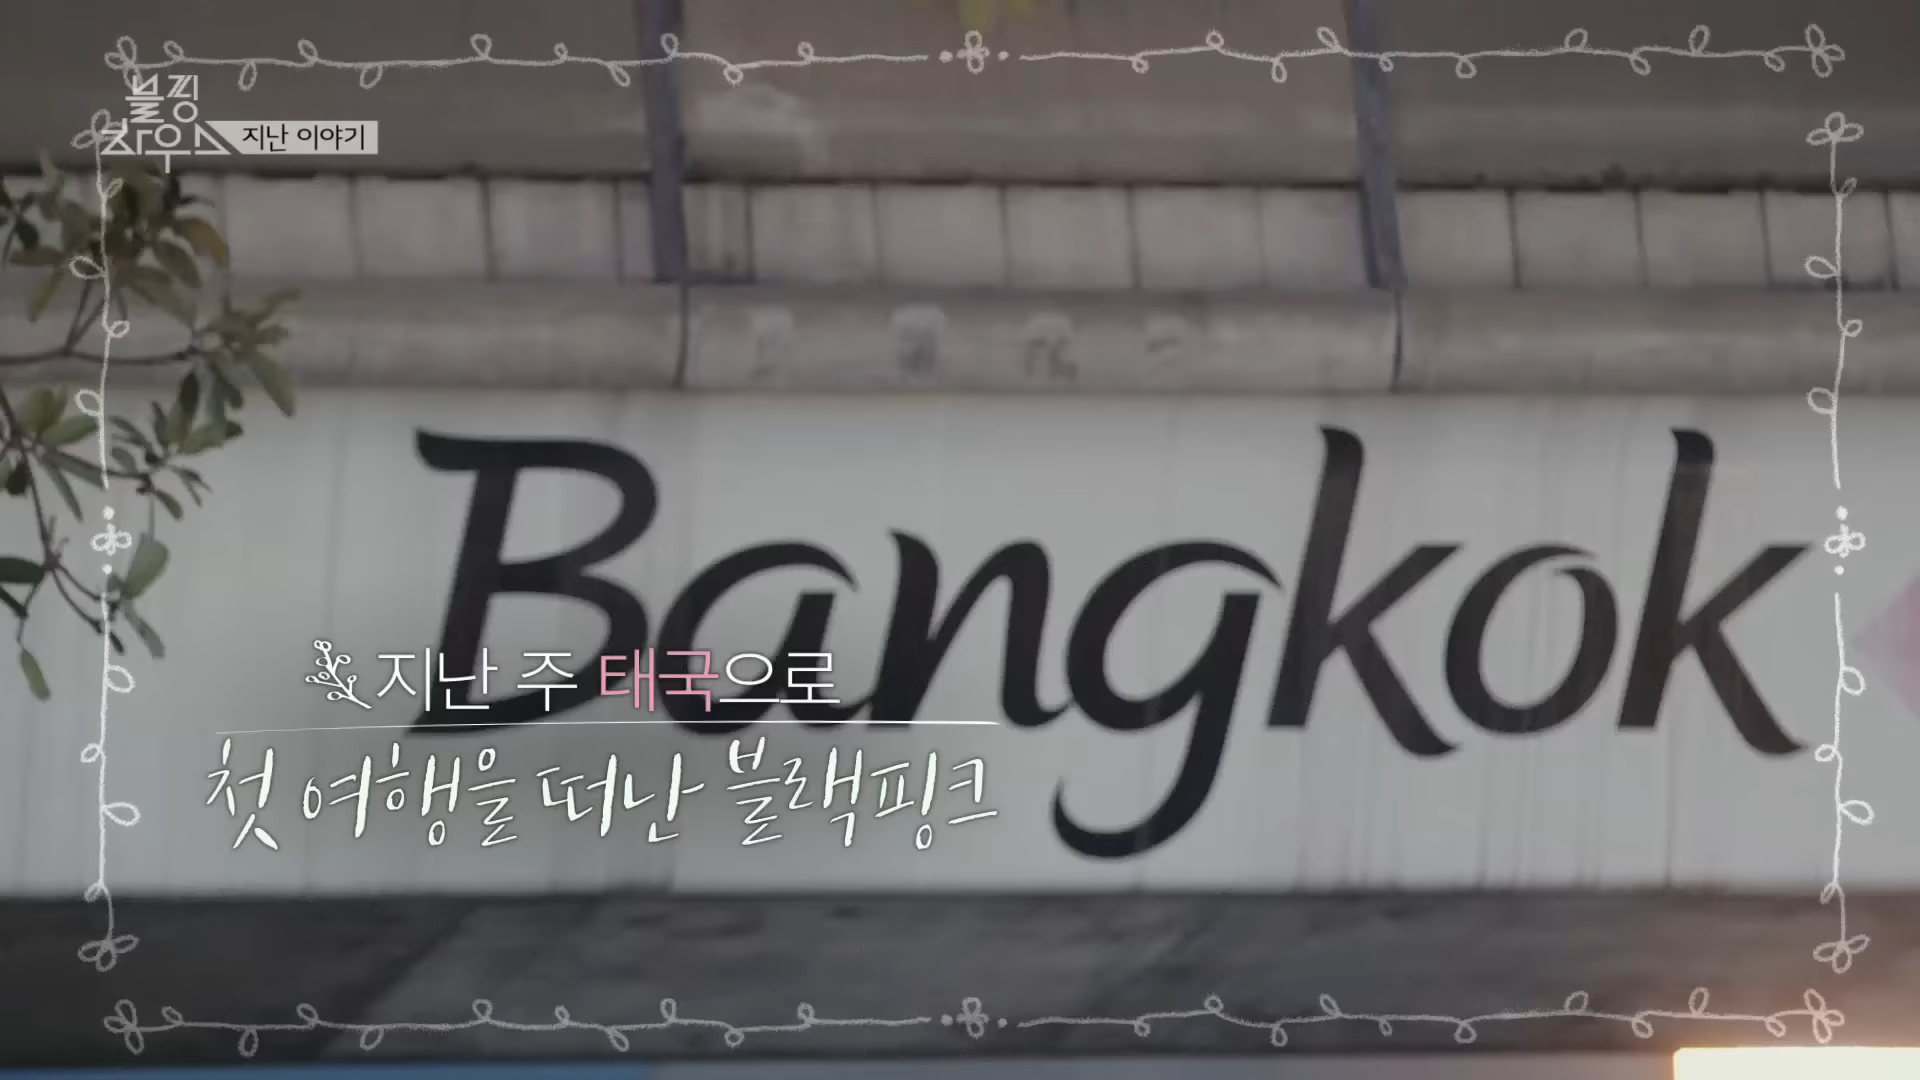 블핑
하우스
지난 이야기
Bangkok
지난 주 태국으로
첫 여행을 떠난 블랙핑크